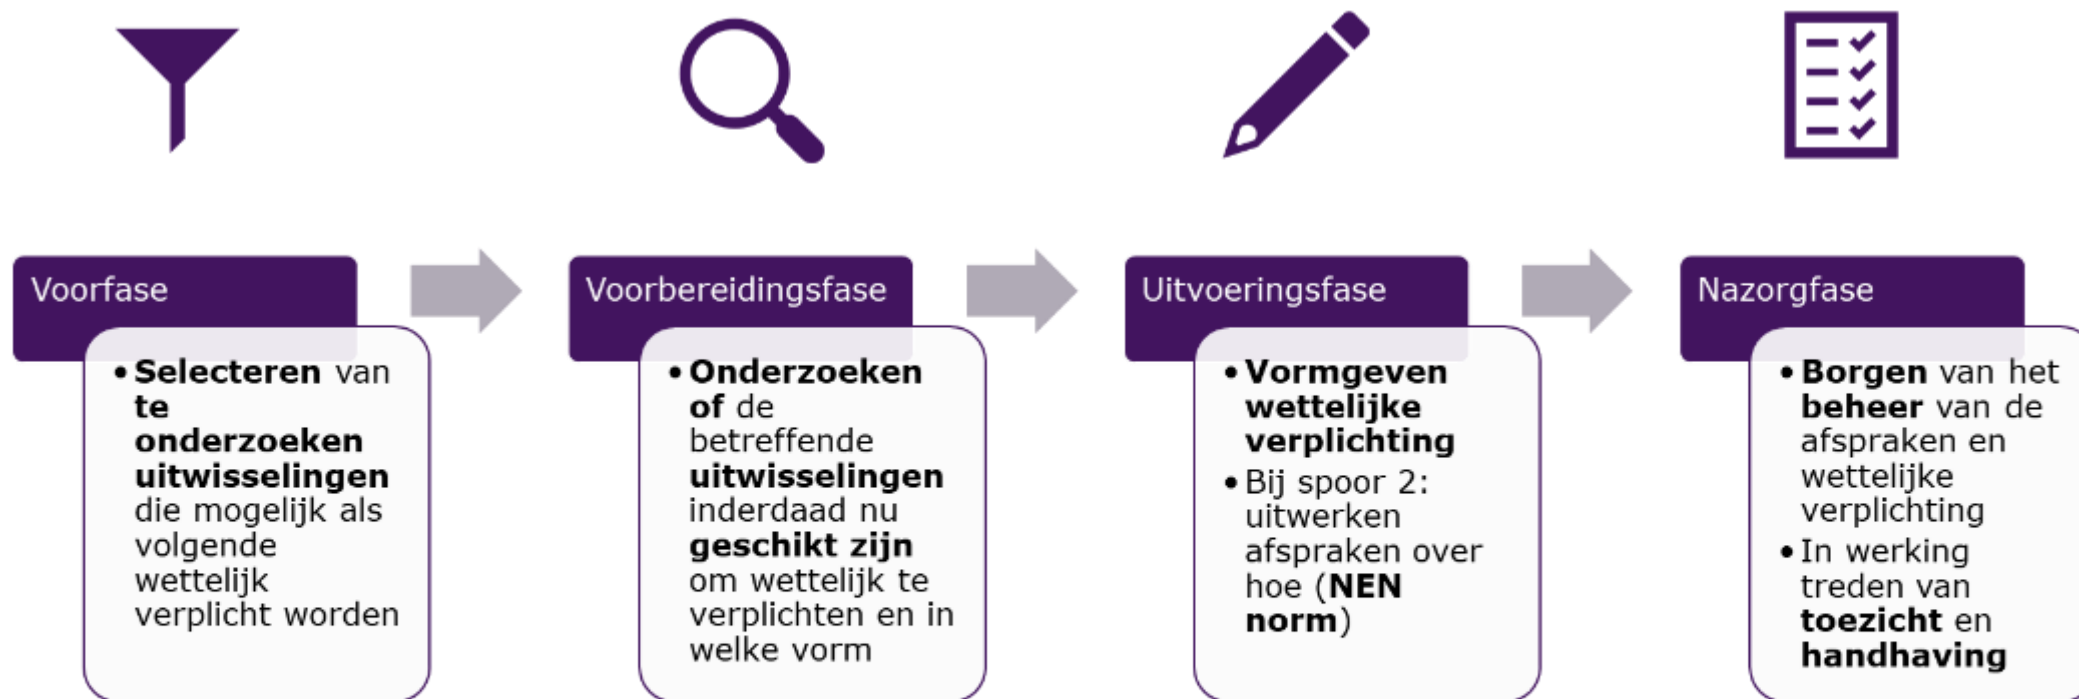 Voorfase
• Selecteren van
te
onderzoeken
uitwisselingen
die mogelijk als
volgende
wettelijk
verplicht worden
Voorbereidingsfase
• Onderzoeken
of de
betreffende
uitwisselingen
inderdaad nu
geschikt zijn
om wettelijk te
verplichten en in
welke vorm
Uitvoeringsfase
• Vormgeven
wettelijke
verplichting
• Bij spoor 2:
uitwerken
afspraken over
hoe (NEN
norm)
Nazorgfase
• Borgen van het
beheer van de
afspraken en
wettelijke
verplichting
• In werking
treden van
toezicht en
handhaving